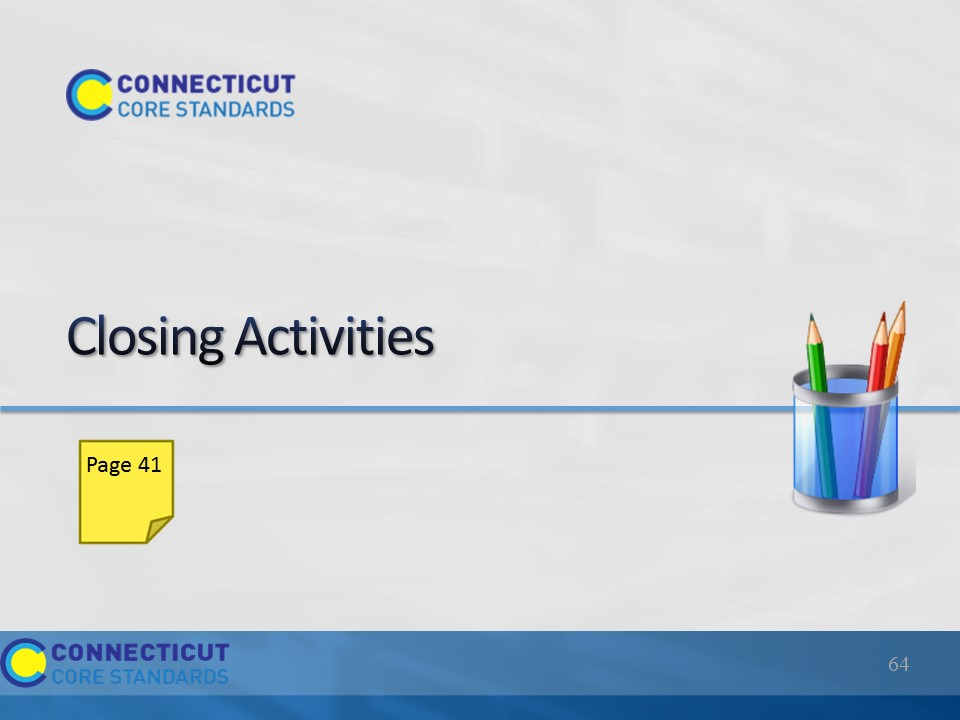 CONNECTICUT
CORE STANDARDS
Closing Activities
Page 41
CONNECTICUT
CORE STANDARDS
64